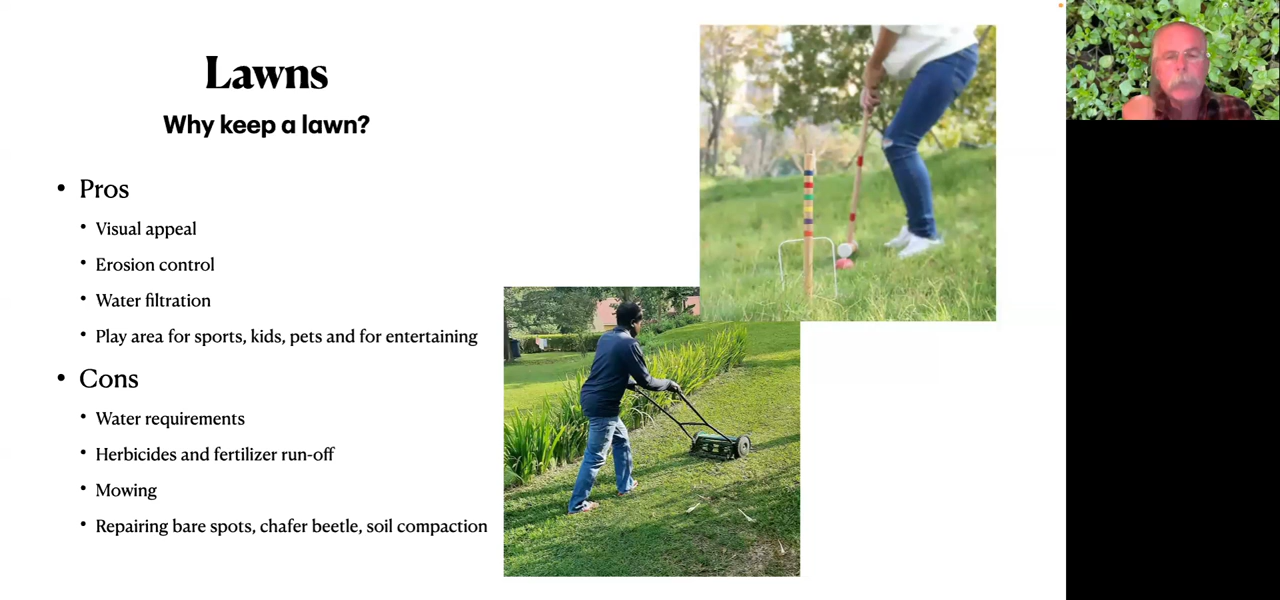 Lawns
Why keep a lawn?
• Pros
• Visual appeal
• Erosion control
• Water filtration
• Play area for sports, kids, pets and for entertaining
• Cons
• Water requirements
• Herbicides and fertilizer run-off
• Mowing
• Repairing bare spots, chafer beetle, soil compaction